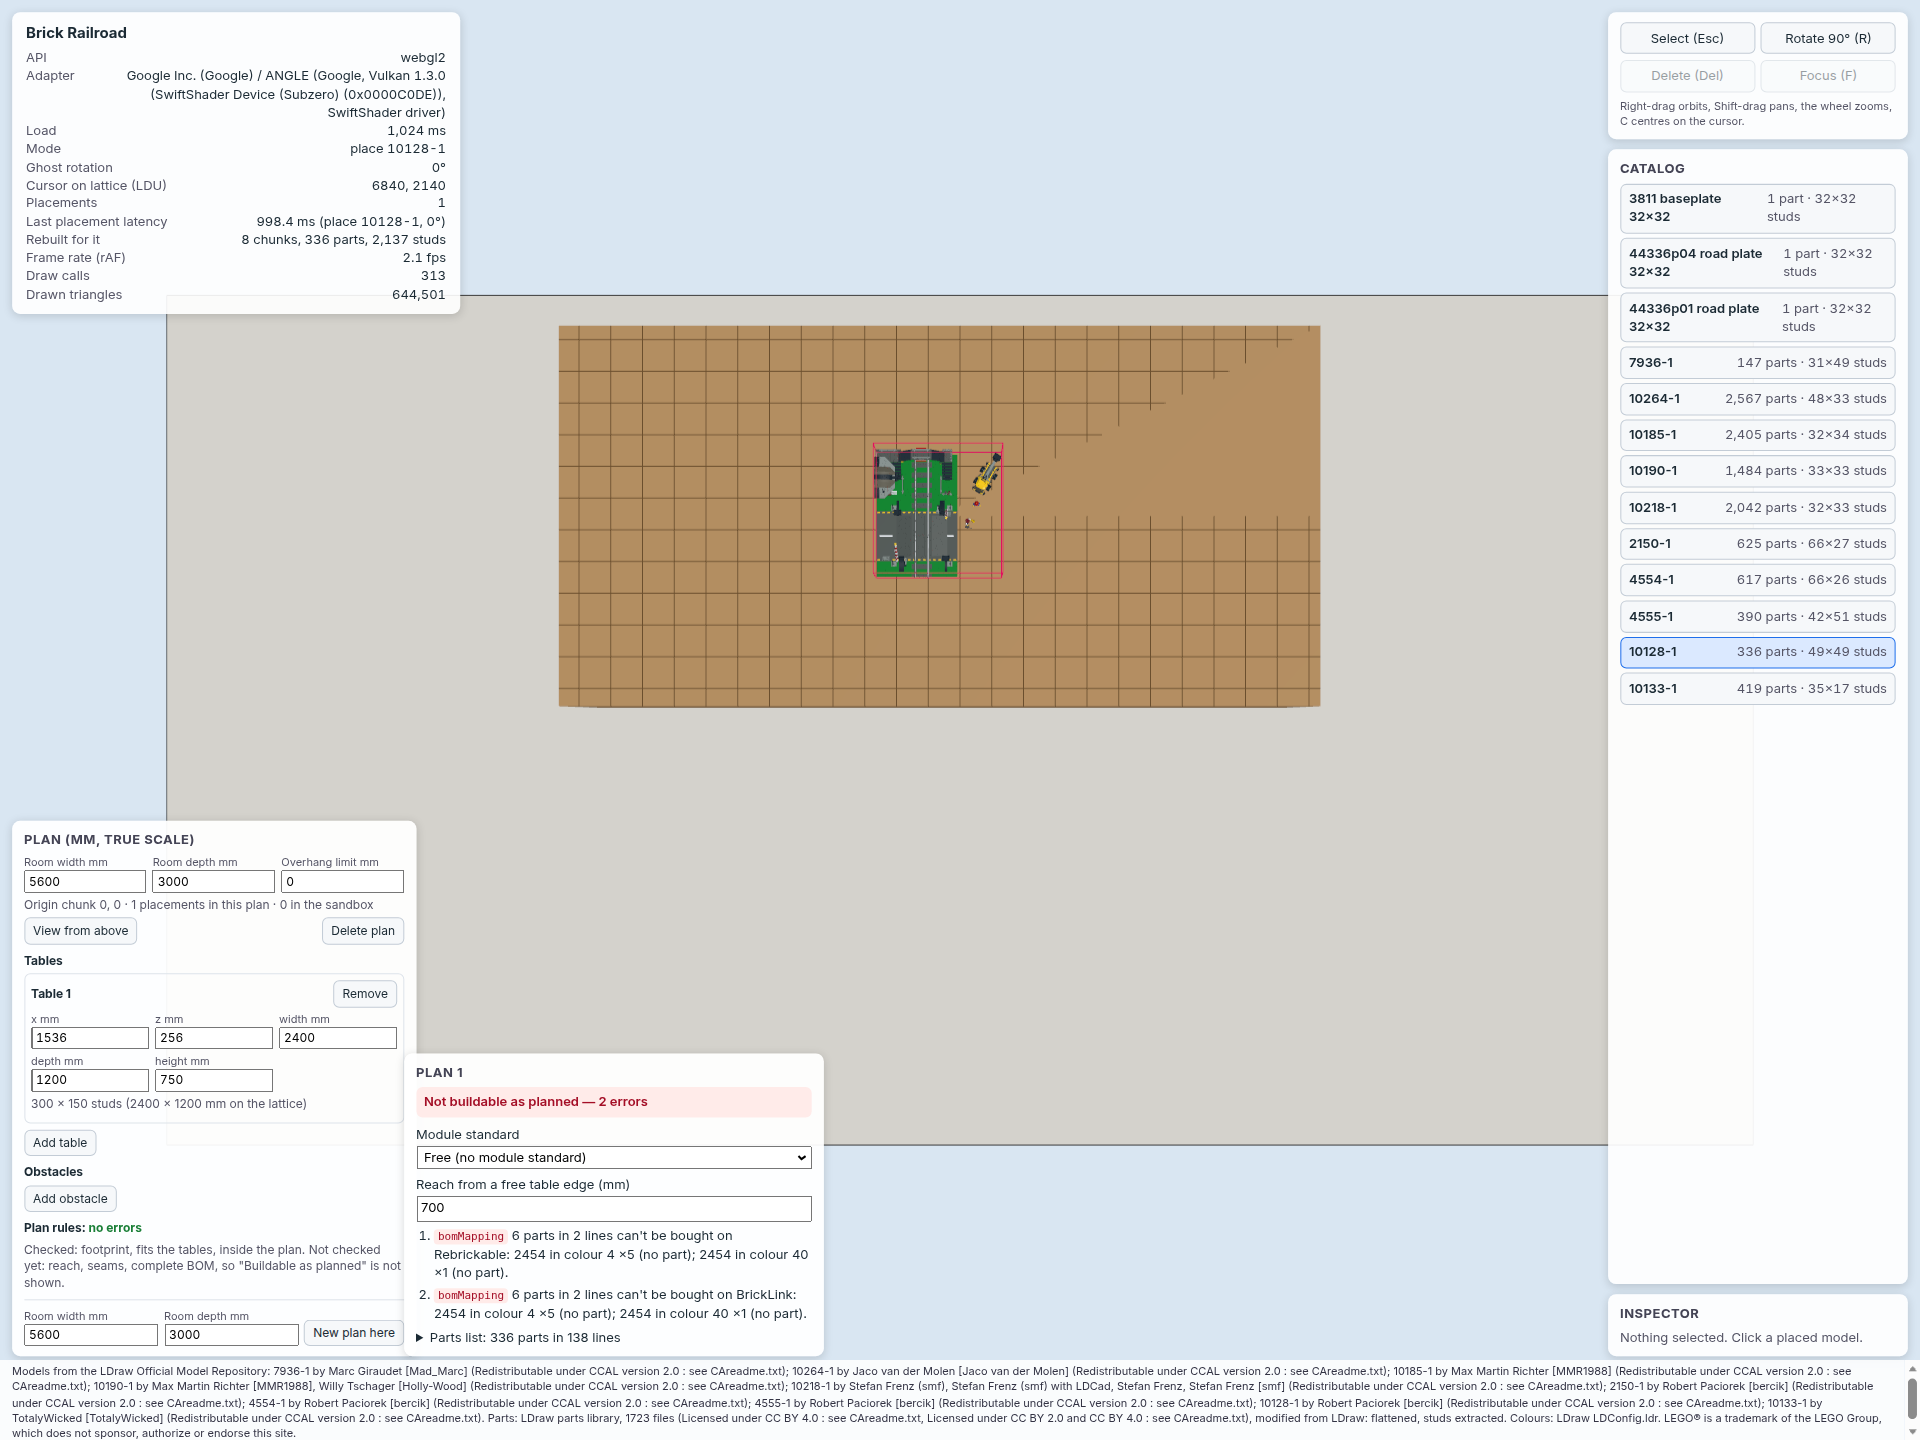 Brick Railroad
API webgl2
Adapter Google Inc. (Google) / ANGLE (Google, Vulkan 1.3.0
(SwiftShader Device (Subzero) (0x0000C0DE)),
SwiftShader driver)
Load 1,024 ms
Mode place 10128-1
Ghost rotation 0°
Cursor on lattice (LDU) 6840, 2140
Placements 1
Last placement latency 998.4 ms (place 10128-1, 0°)
Rebuilt for it 8 chunks, 336 parts, 2,137 studs
Frame rate (rAF) 2.1 fps
Draw calls 313
Drawn triangles 644,501
Select (Esc) Rotate 90° (R)
Delete (Del) Focus (F)
Right-drag orbits, Shift-drag pans, the wheel zooms,
C centres on the cursor.
CATALOG
3811 baseplate 1 part · 32×32
32×32 studs
44336p04 road plate 1 part · 32×32
32×32 studs
44336p01 road plate 1 part · 32×32
32×32 studs
7936-1 147 parts · 31×49 studs
10264-1 2,567 parts · 48×33 studs
10185-1 2,405 parts · 32×34 studs
10190-1 1,484 parts · 33×33 studs
10218-1 2,042 parts · 32×33 studs
2150-1 625 parts · 66×27 studs
4554-1 617 parts · 66×26 studs
4555-1 390 parts · 42×51 studs
10128-1 336 parts · 49×49 studs
10133-1 419 parts · 35×17 studs
PLAN (MM, TRUE SCALE)
Room width mm Room depth mm Overhang limit mm
5600 3000 0
Origin chunk 0, 0 · 1 placements in this plan · 0 in the sandbox
View from above Delete plan
Tables
Table 1 Remove
x mm z mm width mm
1536 256 2400
depth mm height mm
1200 750
300 × 150 studs (2400 × 1200 mm on the lattice)
Add table
Obstacles
Add obstacle
Plan rules: no errors
Checked: footprint, fits the tables, inside the plan. Not checked
yet: reach, seams, complete BOM, so "Buildable as planned" is not
shown.
Room width mm Room depth mm
5600 3000 New plan here
PLAN 1
Not buildable as planned — 2 errors
Module standard
Free (no module standard)
Reach from a free table edge (mm)
700
1. bomMapping 6 parts in 2 lines can't be bought on
Rebrickable: 2454 in colour 4 ×5 (no part); 2454 in colour 40
×1 (no part).
2. bomMapping 6 parts in 2 lines can't be bought on BrickLink:
2454 in colour 4 ×5 (no part); 2454 in colour 40 ×1 (no part).
Parts list: 336 parts in 138 lines
INSPECTOR
Nothing selected. Click a placed model.
Models from the LDraw Official Model Repository: 7936-1 by Marc Giraudet [Mad_Marc] (Redistributable under CCAL version 2.0 : see CAreadme.txt); 10264-1 by Jaco van der Molen [Jaco van der Molen] (Redistributable under CCAL version 2.0 : see CAreadme.txt); 10185-1 by Max Martin Richter [MMR1988] (Redistributable under CCAL version 2.0 : see
CAreadme.txt); 10190-1 by Max Martin Richter [MMR1988], Willy Tschager [Holly-Wood] (Redistributable under CCAL version 2.0 : see CAreadme.txt); 10218-1 by Stefan Frenz (smf), Stefan Frenz (smf) with LDCad, Stefan Frenz, Stefan Frenz [smf] (Redistributable under CCAL version 2.0 : see CAreadme.txt); 2150-1 by Robert Paciorek [bercik] (Redistributable
under CCAL version 2.0 : see CAreadme.txt); 4554-1 by Robert Paciorek [bercik] (Redistributable under CCAL version 2.0 : see CAreadme.txt); 4555-1 by Robert Paciorek [bercik] (Redistributable under CCAL version 2.0 : see CAreadme.txt); 10128-1 by Robert Paciorek [bercik] (Redistributable under CCAL version 2.0 : see CAreadme.txt); 10133-1 by
TotalyWicked [TotalyWicked] (Redistributable under CCAL version 2.0 : see CAreadme.txt). Parts: LDraw parts library, 1723 files (Licensed under CC BY 4.0 : see CAreadme.txt, Licensed under CC BY 2.0 and CC BY 4.0 : see CAreadme.txt), modified from LDraw: flattened, studs extracted. Colours: LDraw LDConfig.ldr. LEGO® is a trademark of the LEGO Group,
which does not sponsor, authorize or endorse this site.